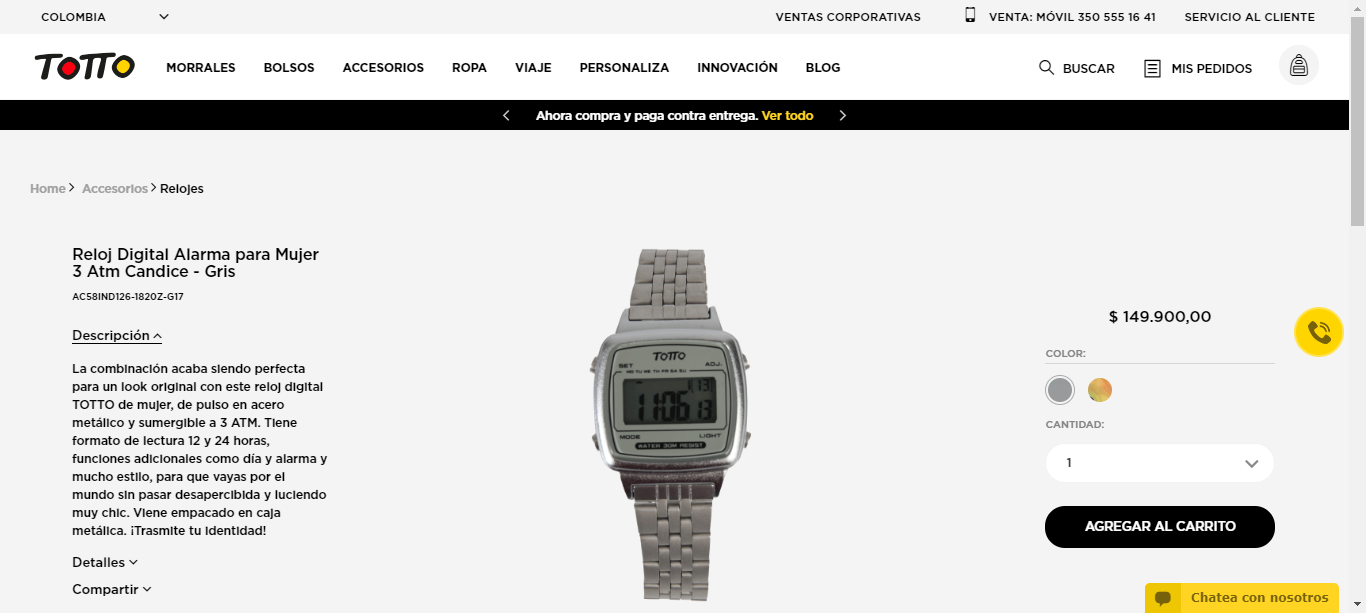 COLOMBIA
VENTAS CORPORATIVAS
VENTA: MÓVIL 350 555 16 41
SERVICIO AL CLIENTE
TOTTO
MORRALES
BOLSOS
ACCESORIOS
ROPA
VIAJE
PERSONALIZA
INNOVACIÓN
BLOG
BUSCAR
MIS PEDIDOS
Ahora compra y paga contra entrega. Ver todo
Home
Accesorios
Relojes
Reloj Digital Alarma para Mujer
3 Atm Candice - Gris
AC58IND126-1820Z-G17
Descripción
La combinación acaba siendo perfecta
para un look original con este reloj digital
TOTTO de mujer, de pulso en acero
metálico y sumergible a 3 ATM. Tiene
formato de lectura 12 y 24 horas,
funciones adicionales como día y alarma y
mucho estilo, para que vayas por el
mundo sin pasar desapercibida y luciendo
muy chic. Viene empacado en caja
metálica. ¡Trasmite tu identidad!
Detalles
Compartir
TOTTO
SET
ADJ.
MO TU WE TH FR SA SU
11:06 13
MODE
LIGHT
WATER 30M RESIST
$ 149.900,00
COLOR:
CANTIDAD:
1
AGREGAR AL CARRITO
Chatea con nosotros